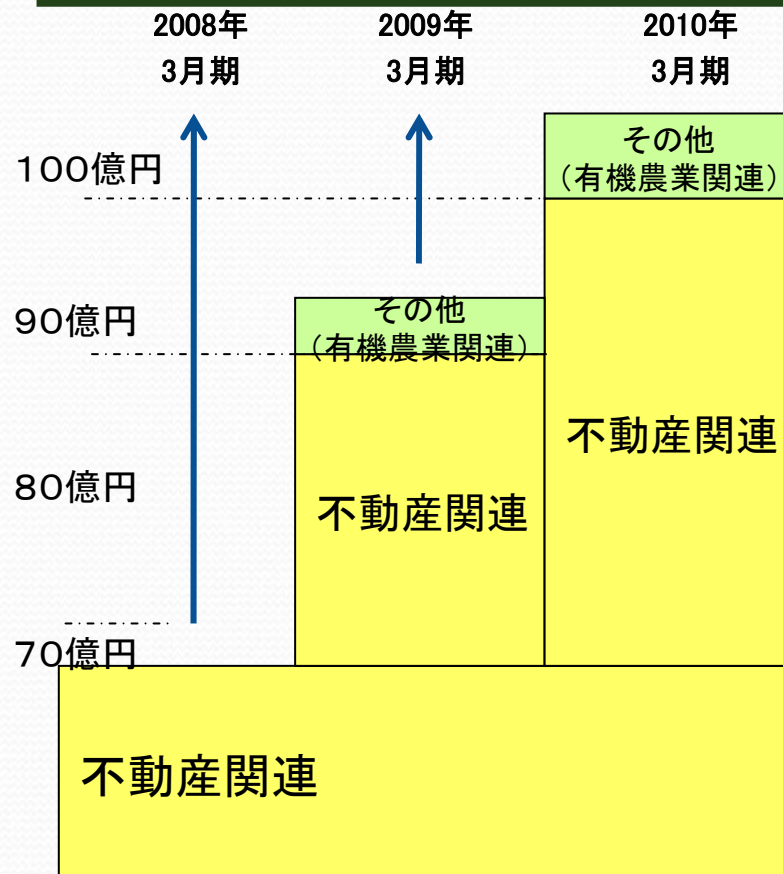 2008年
3月期
2009年
3月期
2010年
3月期
100億円
90億円
80億円
70億円
その他
(有機農業関連)
不動産関連
その他
(有機農業関連)
不動産関連
不動産関連